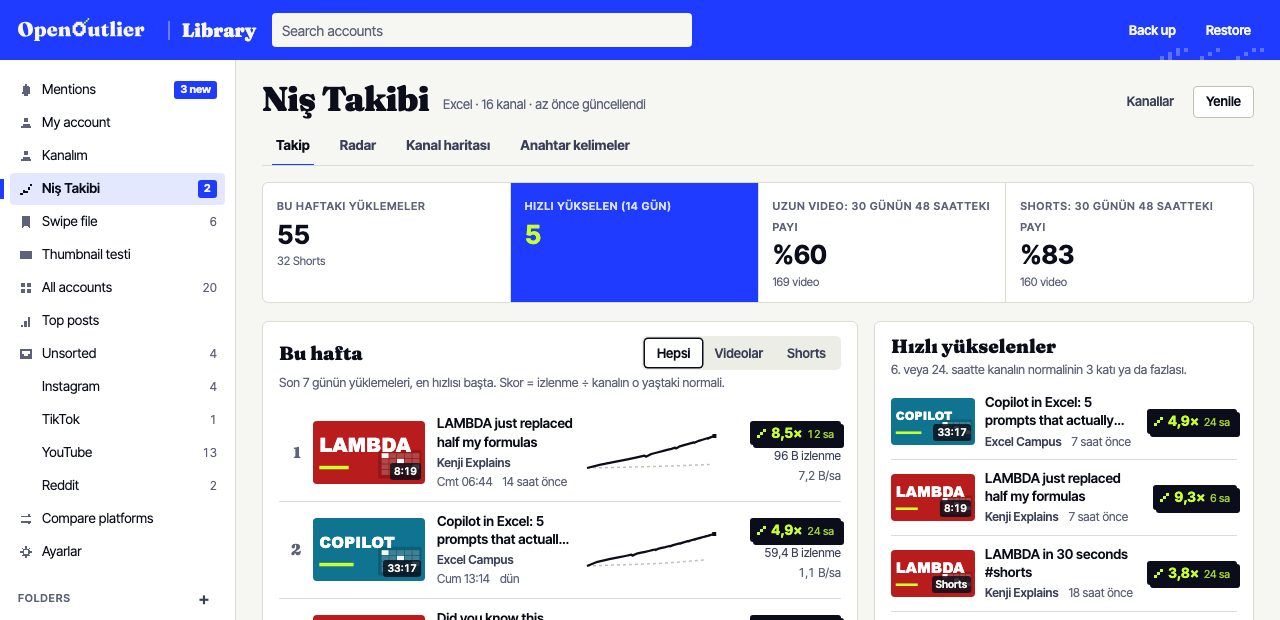 OpenOutlier
Library
Search accounts
Back up
Restore
Mentions
3 new
My account
Kanalım
Niş Takibi
2
Swipe file
6
Thumbnail testi
All accounts
20
Top posts
Unsorted
4
Instagram
4
TikTok
1
YouTube
13
Reddit
2
Compare platforms
Ayarlar
FOLDERS
+
Niş Takibi
Excel · 16 kanal · az önce güncellendi
Kanallar
Yenile
Takip
Radar
Kanal haritası
Anahtar kelimeler
BU HAFTAKI YÜKLEMELER
55
32 Shorts
HIZLI YÜKSELEN (14 GÜN)
5
UZUN VIDEO: 30 GÜNÜN 48 SAATTEKI
PAYI
%60
169 video
SHORTS: 30 GÜNÜN 48 SAATTEKI
PAYI
%83
160 video
Bu hafta
Hepsi
Videolar
Shorts
Son 7 günün yüklemeleri, en hızlısı başta. Skor = izlenme ÷ kanalın o yaştaki normali.
1
LAMBDA
8:19
LAMBDA just replaced
half my formulas
Kenji Explains
Cmt 06:44 14 saat önce
8,5× 12 sa
96 B izlenme
7,2 B/sa
2
COPILOT
33:17
Copilot in Excel: 5
prompts that actuall...
Excel Campus
Cum 13:14 dün
4,9× 24 sa
59,4 B izlenme
1,1 B/sa
Did you know this
Hızlı yükselenler
6. veya 24. saatte kanalın normalinin 3 katı ya da fazlası.
COPILOT
33:17
Copilot in Excel: 5
prompts that actually...
Excel Campus 7 saat önce
4,9× 24 sa
LAMBDA
8:19
LAMBDA just replaced
half my formulas
Kenji Explains 7 saat önce
9,3× 6 sa
LAMBDA
Shorts
LAMBDA in 30 seconds
#shorts
Kenji Explains 18 saat önce
3,8× 24 sa